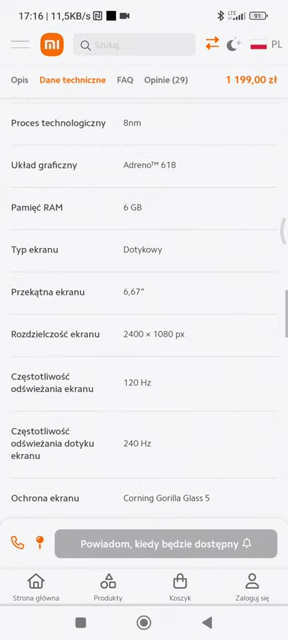 17:16 | 11,5KB/s
LTE
91
mi
Szukaj...
PL
Opis Dane techniczne FAQ Opinie (29) 1 199,00 zł
Proces technologiczny 8nm
Układ graficzny Adreno™ 618
Pamięć RAM 6 GB
Typ ekranu Dotykowy
Przekątna ekranu 6,67"
Rozdzielczość ekranu 2400 × 1080 px
Częstotliwość
odświeżania ekranu 120 Hz
Częstotliwość
odświeżania dotyku 240 Hz
ekranu
Ochrona ekranu Corning Gorilla Glass 5
Powiadom, kiedy będzie dostępny
Strona główna Produkty Koszyk Zaloguj się